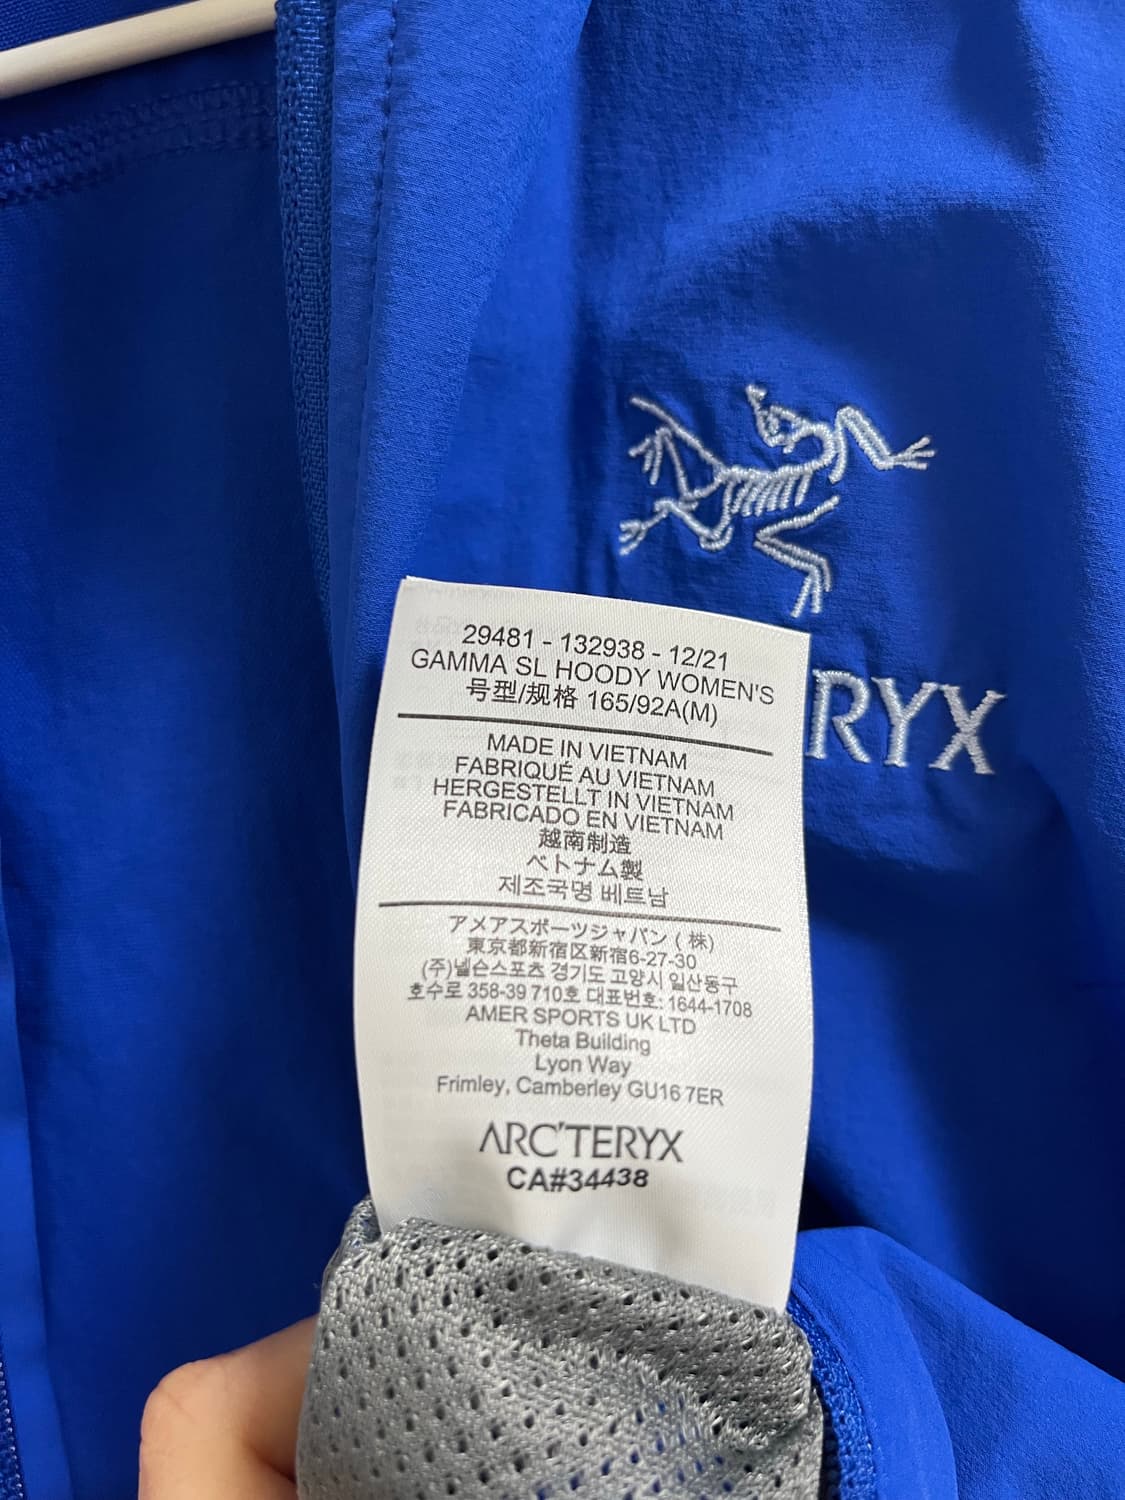 29481 - 132938 - 12/21
GAMMA SL HOODY WOMEN'S
号型/规格 165/92A(M)
MADE IN VIETNAM
FABRIQUÉ AU VIETNAM
HERGESTELLT IN VIETNAM
FABRICADO EN VIETNAM
越南制造
ベトナム製
제조국명 베트남
アメアスポーツジャパン ( 株)
東京都新宿区新宿6-27-30
(주)넬슨스포츠 경기도 고양시 일산동구
호수로 358-39 710호 대표번호: 1644-1708
AMER SPORTS UK LTD
Theta Building
Lyon Way
Frimley, Camberley GU16 7ER
ARC'TERYX
CA#34438
RYX